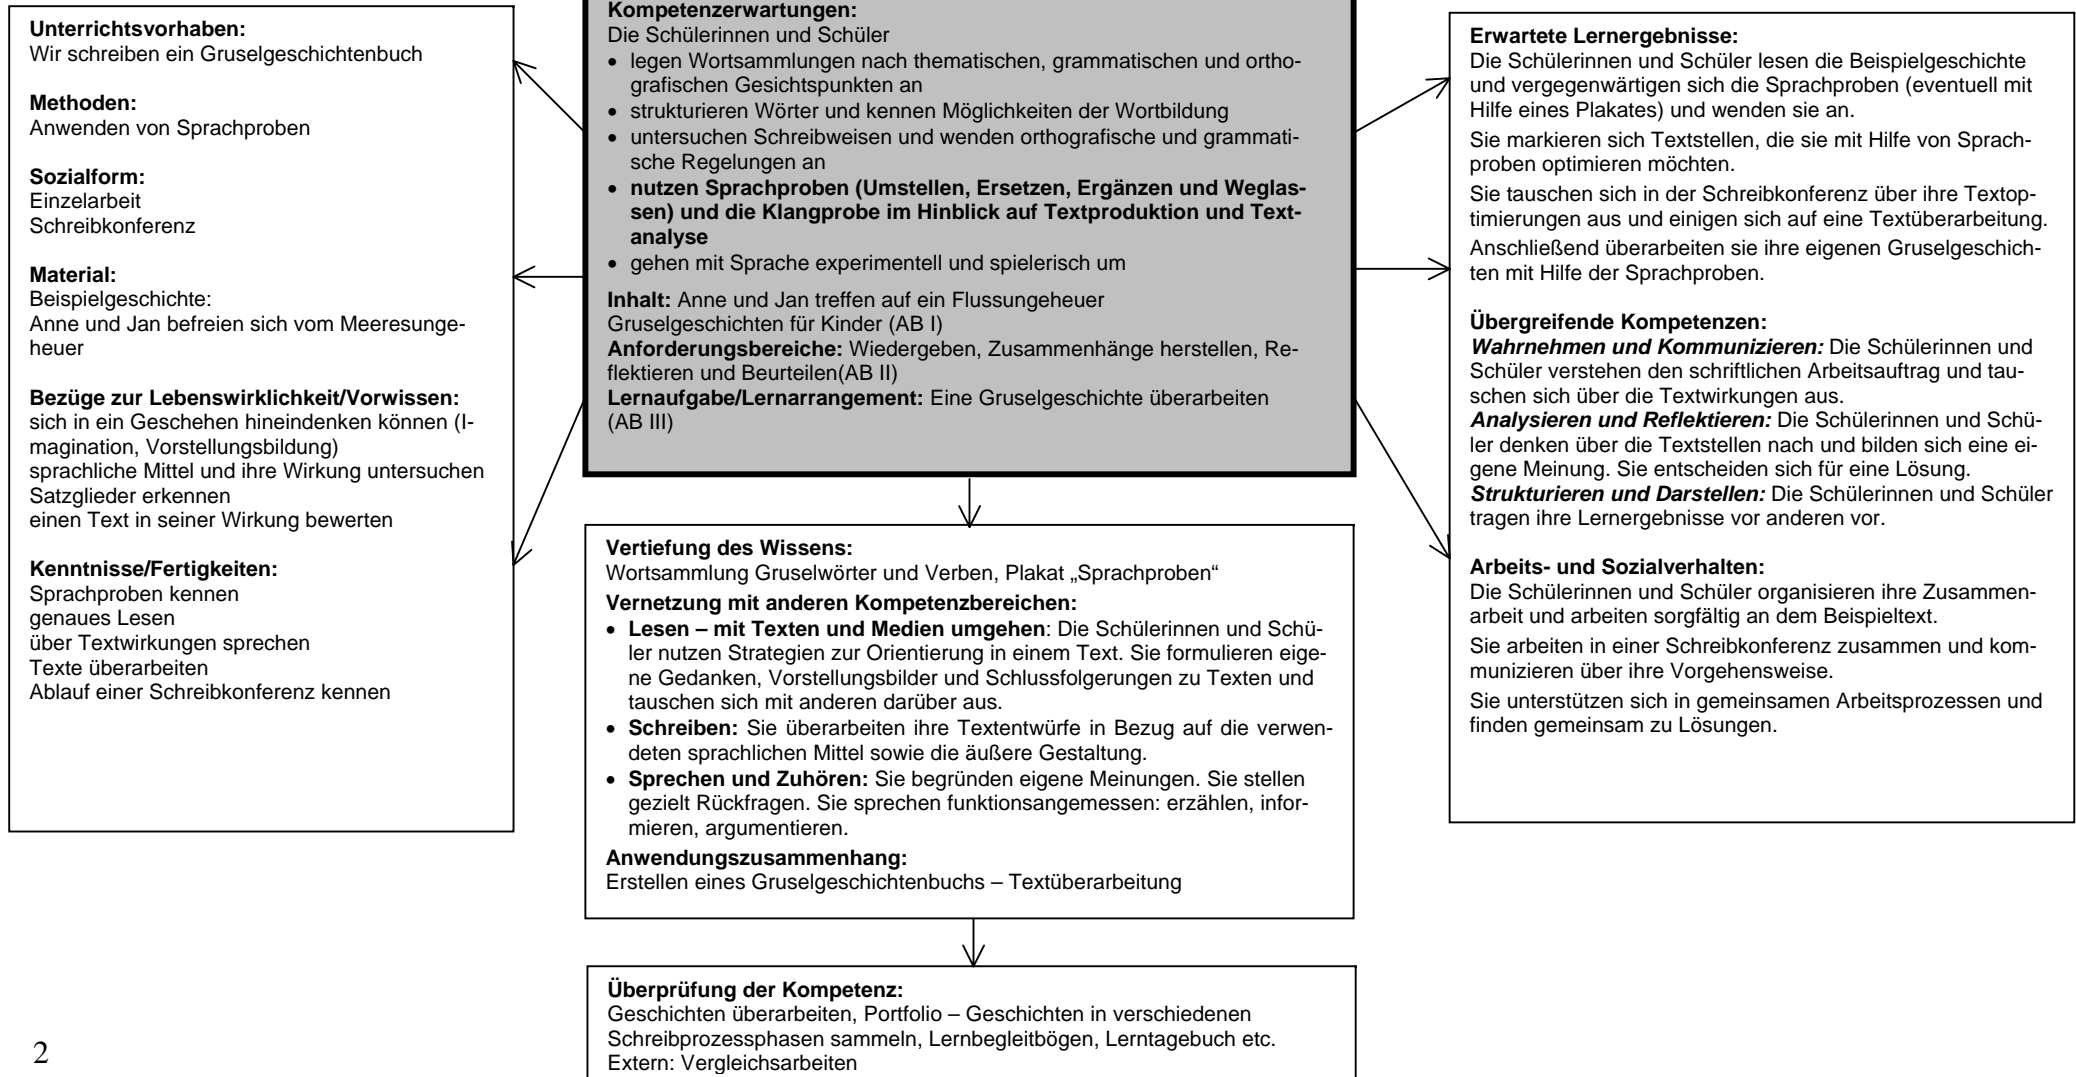 Unterrichtsvorhaben:
Wir schreiben ein Gruselgeschichtenbuch
Methoden:
Anwenden von Sprachproben
Sozialform:
Einzelarbeit
Schreibkonferenz
Material:
Beispielgeschichte:
Anne und Jan befreien sich vom Meeresunge-
heuer
Bezüge zur Lebenswirklichkeit/Vorwissen:
sich in ein Geschehen hineindenken können (I-
magination, Vorstellungsbildung)
sprachliche Mittel und ihre Wirkung untersuchen
Satzglieder erkennen
einen Text in seiner Wirkung bewerten
Kenntnisse/Fertigkeiten:
Sprachproben kennen
genaues Lesen
über Textwirkungen sprechen
Texte überarbeiten
Ablauf einer Schreibkonferenz kennen
Kompetenzerwartungen:
Die Schülerinnen und Schüler
• legen Wortsammlungen nach thematischen, grammatischen und ortho-
grafischen Gesichtspunkten an
• strukturieren Wörter und kennen Möglichkeiten der Wortbildung
• untersuchen Schreibweisen und wenden orthografische und grammati-
sche Regelungen an
• nutzen Sprachproben (Umstellen, Ersetzen, Ergänzen und Weglas-
sen) und die Klangprobe im Hinblick auf Textproduktion und Text-
analyse
• gehen mit Sprache experimentell und spielerisch um
Inhalt: Anne und Jan treffen auf ein Flussungeheuer
Gruselgeschichten für Kinder (AB I)
Anforderungsbereiche: Wiedergeben, Zusammenhänge herstellen, Re-
flektieren und Beurteilen(AB II)
Lernaufgabe/Lernarrangement: Eine Gruselgeschichte überarbeiten
(AB III)
Vertiefung des Wissens:
Wortsammlung Gruselwörter und Verben, Plakat „Sprachproben“
Vernetzung mit anderen Kompetenzbereichen:
• Lesen – mit Texten und Medien umgehen: Die Schülerinnen und Schü-
ler nutzen Strategien zur Orientierung in einem Text. Sie formulieren eige-
ne Gedanken, Vorstellungsbilder und Schlussfolgerungen zu Texten und
tauschen sich mit anderen darüber aus.
• Schreiben: Sie überarbeiten ihre Textentwürfe in Bezug auf die verwen-
deten sprachlichen Mittel sowie die äußere Gestaltung.
• Sprechen und Zuhören: Sie begründen eigene Meinungen. Sie stellen
gezielt Rückfragen. Sie sprechen funktionsangemessen: erzählen, infor-
mieren, argumentieren.
Anwendungszusammenhang:
Erstellen eines Gruselgeschichtenbuchs – Textüberarbeitung
Überprüfung der Kompetenz:
Geschichten überarbeiten, Portfolio – Geschichten in verschiedenen
Schreibprozessphasen sammeln, Lernbegleitbögen, Lerntagebuch etc.
Extern: Vergleichsarbeiten
Erwartete Lernergebnisse:
Die Schülerinnen und Schüler lesen die Beispielgeschichte
und vergegenwärtigen sich die Sprachproben (eventuell mit
Hilfe eines Plakates) und wenden sie an.
Sie markieren sich Textstellen, die sie mit Hilfe von Sprach-
proben optimieren möchten.
Sie tauschen sich in der Schreibkonferenz über ihre Textop-
timierungen aus und einigen sich auf eine Textüberarbeitung.
Anschließend überarbeiten sie ihre eigenen Gruselgeschich-
ten mit Hilfe der Sprachproben.
Übergreifende Kompetenzen:
Wahrnehmen und Kommunizieren: Die Schülerinnen und
Schüler verstehen den schriftlichen Arbeitsauftrag und tau-
schen sich über die Textwirkungen aus.
Analysieren und Reflektieren: Die Schülerinnen und Schü-
ler denken über die Textstellen nach und bilden sich eine ei-
gene Meinung. Sie entscheiden sich für eine Lösung.
Strukturieren und Darstellen: Die Schülerinnen und Schüler
tragen ihre Lernergebnisse vor anderen vor.
Arbeits- und Sozialverhalten:
Die Schülerinnen und Schüler organisieren ihre Zusammen-
arbeit und arbeiten sorgfältig an dem Beispieltext.
Sie arbeiten in einer Schreibkonferenz zusammen und kom-
munizieren über ihre Vorgehensweise.
Sie unterstützen sich in gemeinsamen Arbeitsprozessen und
finden gemeinsam zu Lösungen.
2